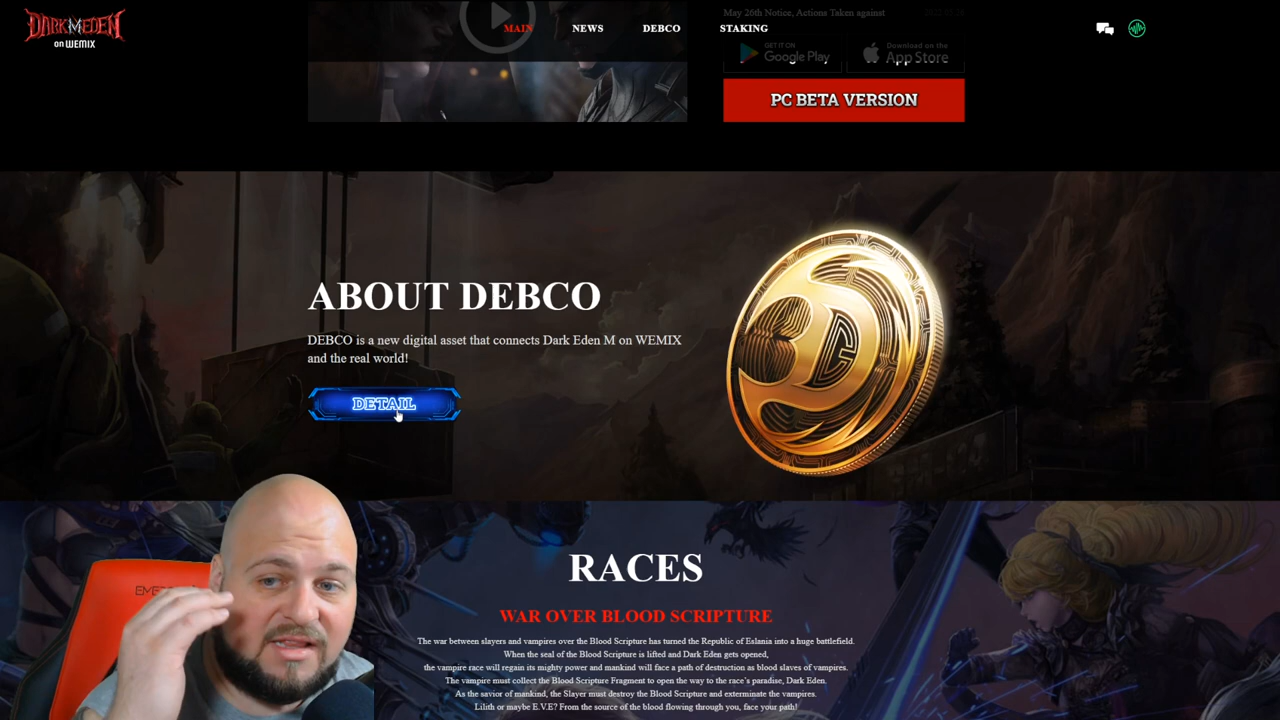 DARK M EDEN
on WEMIX
MAIN
NEWS
DEBCO
STAKING
May 26th Notice, Actions Taken against
GET IT ON
Google Play
Download on the
App Store
PC BETA VERSION
ABOUT DEBCO
DEBCO is a new digital asset that connects Dark Eden M on WEMIX
and the real world!
DETAIL
RACES
WAR OVER BLOOD SCRIPTURE
The war between slayers and vampires over the Blood Scripture has turned the Republic of Eslania into a huge battlefield.
When the seal of the Blood Scripture is lifted and Dark Eden gets opened,
the vampire race will regain its mighty power and mankind will face a path of destruction as blood slaves of vampires.
The vampire must collect the Blood Scripture Fragment to open the way to the race's paradise, Dark Eden.
As the savior of mankind, the Slayer must destroy the Blood Scripture and exterminate the vampires.
Lilith or maybe E.V.E? From the source of the blood flowing through you, face your path!